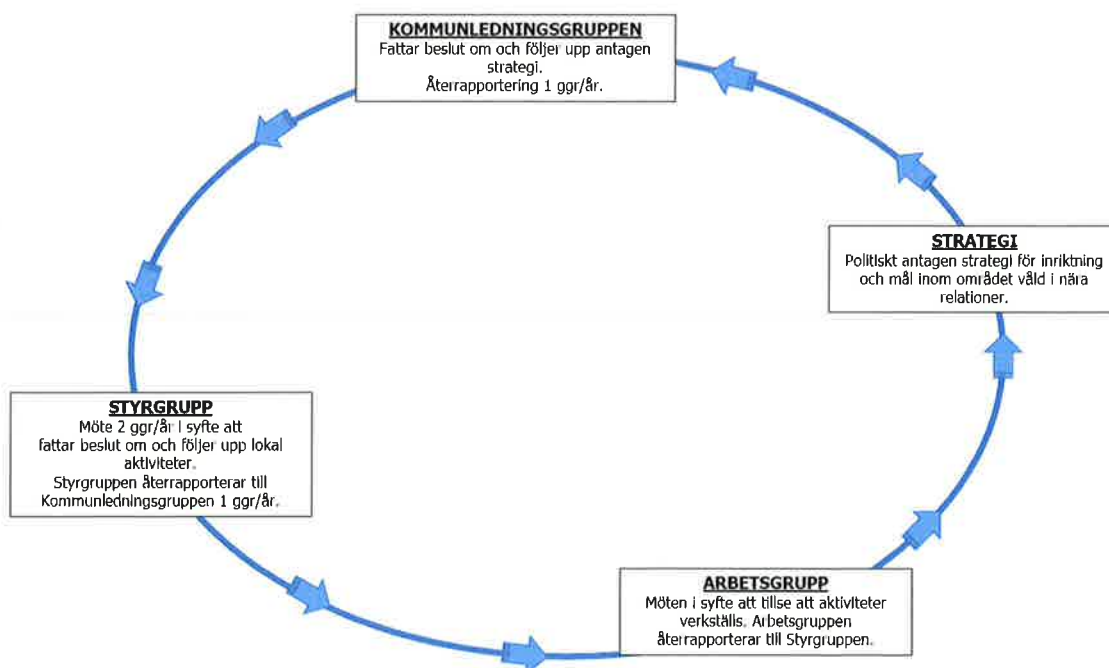 KOMMUNLEDNINGSGRUPPEN
Fattar beslut om och följer upp antagen
strategi.
Återrapportering 1 ggr/år.
STRATEGI
Politiskt antagen strategi för inriktning
och mål inom området våld i nära
relationer.
STYRGRUPP
Möte 2 ggr/år i syfte att
fattar beslut om och följer upp lokal
aktiviteter.
Styrgruppen återrapporterar till
Kommunledningsgruppen 1 ggr/år.
ARBETSGRUPP
Möten i syfte att tillse att aktiviteter
verkställs. Arbetsgruppen
återrapporterar till Styrgruppen.